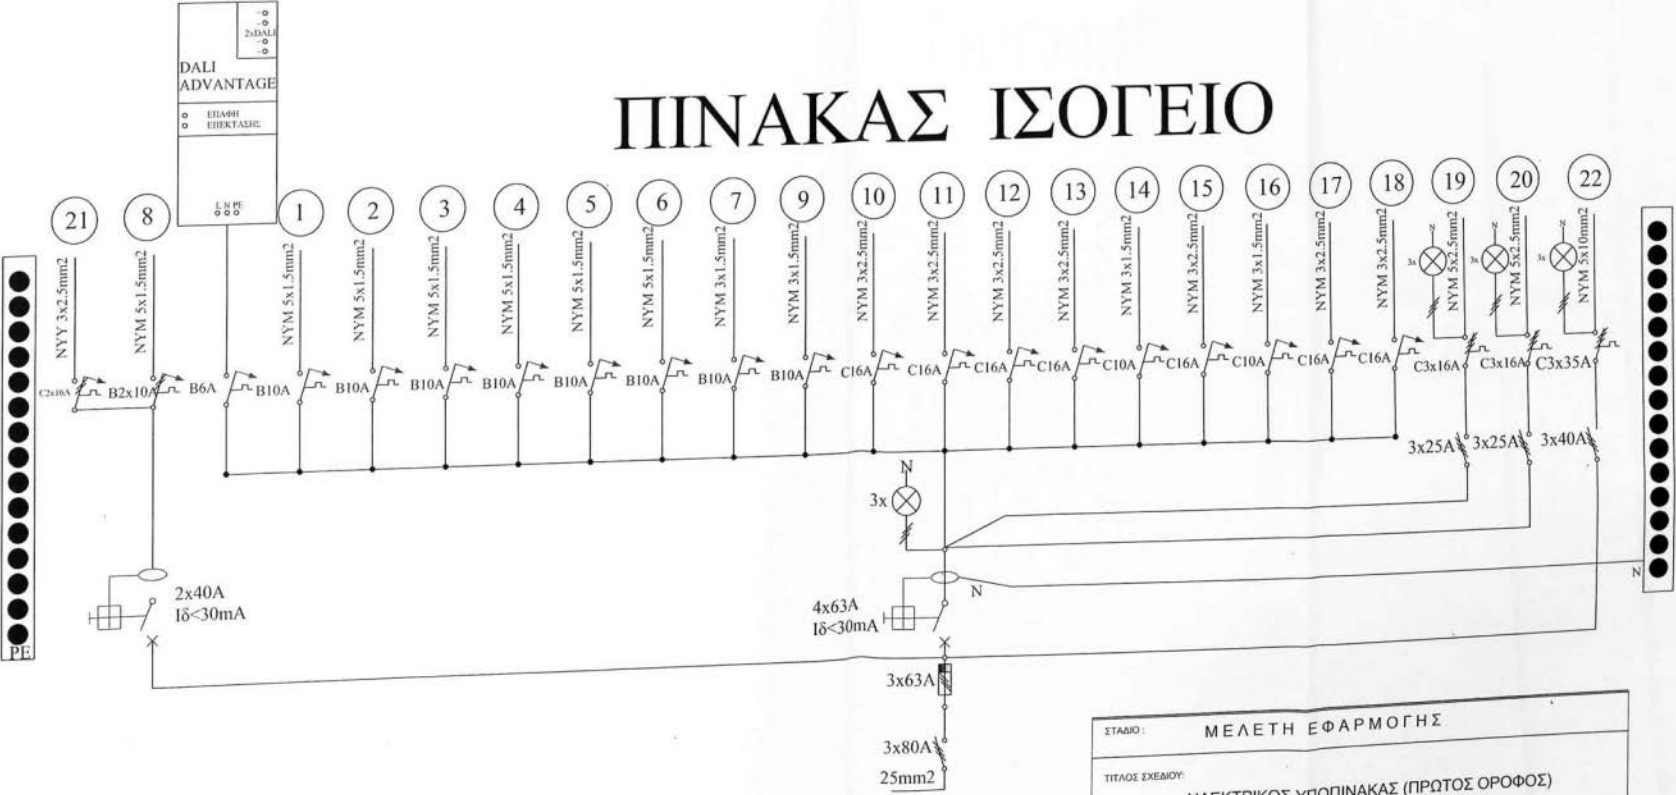 2xDALI
DALI
ADVANTAGE
ΕΠΑΦΗ
ΕΠΕΚΤΑΣΗΣ
L N PE
ΠΙΝΑΚΑΣ ΙΣΟΓΕΙΟ
21 8 1 2 3 4 5 6 7 9 10 11 12 13 14 15 16 17 18 19 20 22
NYY 3x2.5mm2
NYM 5x1.5mm2
NYM 5x1.5mm2
NYM 5x1.5mm2
NYM 5x1.5mm2
NYM 5x1.5mm2
NYM 5x1.5mm2
NYM 5x1.5mm2
NYM 3x1.5mm2
NYM 3x1.5mm2
NYM 3x2.5mm2
NYM 3x2.5mm2
NYM 3x2.5mm2
NYM 3x2.5mm2
NYM 3x1.5mm2
NYM 3x2.5mm2
NYM 3x1.5mm2
NYM 3x2.5mm2
NYM 3x2.5mm2
N
3x
NYM 5x2.5mm2
N
3x
NYM 5x2.5mm2
N
3x
NYM 5x10mm2
C2x16A B2x10A B6A B10A B10A B10A B10A B10A B10A B10A B10A C16A C16A C16A C16A C10A C16A C10A C16A C16A C3x16A C3x16A C3x35A
3x25A 3x25A 3x40A
N
3x
2x40A
Iδ<30mA
4x63A
Iδ<30mA
N
N
PE
3x63A
3x80A
25mm2
ΣΤΑΔΙΟ : ΜΕΛΕΤΗ ΕΦΑΡΜΟΓΗΣ
ΤΙΤΛΟΣ ΣΧΕΔΙΟΥ:
ΗΛΕΚΤΡΙΚΟΣ ΥΠΟΠΙΝΑΚΑΣ (ΠΡΩΤΟΣ ΟΡΟΦΟΣ)